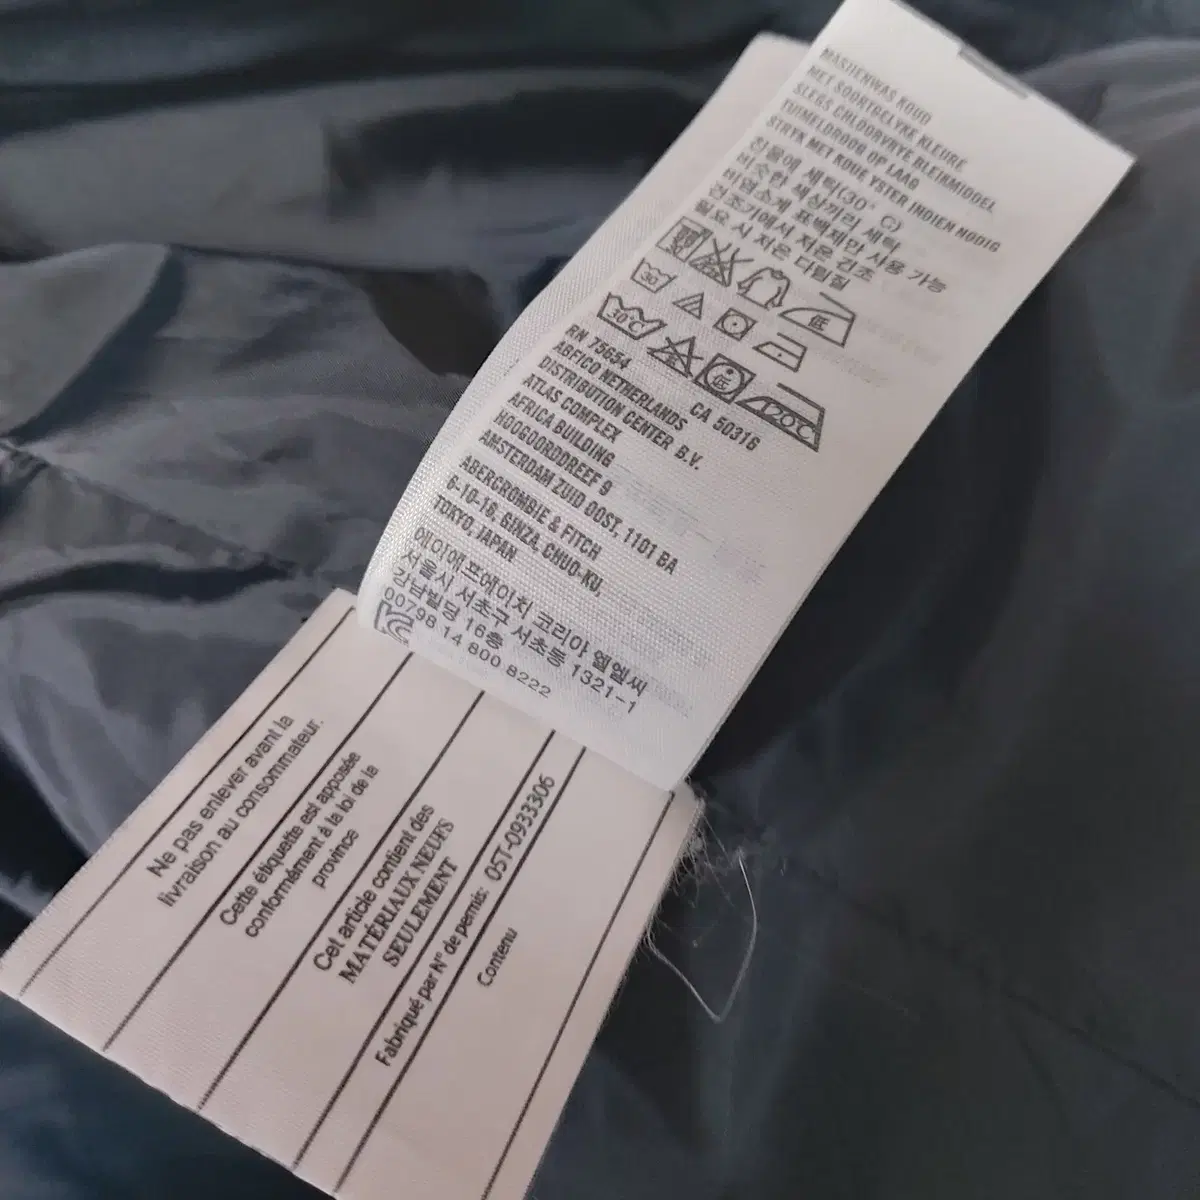 MASJIENWAS KOUD
MET SOORTGELYKE KLEURE
SLEGS CHLOORVRYE BLEIKMIDDEL
TUIMELDROOG OP LAAG
STRYK MET KOUE YSTER INDIEN NODIG
찬물에 세탁(30° C)
비슷한 색상끼리 세탁
비염소계 표백제만 사용 가능
건조기에서 저온 건조
필요 시 저온 다림질
30 低
30
30℃ 低 120℃
RN 75654 CA 50316
ABFICO NETHERLANDS
DISTRIBUTION CENTER B.V.
ATLAS COMPLEX
AFRICA BUILDING
HOOGOORDDREEF 9
AMSTERDAM ZUID OOST, 1101 BA
ABERCROMBIE & FITCH
6-10-16, GINZA, CHUO-KU,
TOKYO, JAPAN
에이에프에이치 코리아 엘엘씨
서울시 서초구 서초동 1321-1
강남빌딩 16층
00798 14 800 8222
Ne pas enlever avant la
livraison au consommateur.
Cette étiquette est apposée
conformément à la loi de la
province
Cet article contient des
MATÉRIAUX NEUFS
SEULEMENT
Fabriqué par N° de permis: 05T-0933306
Contenu